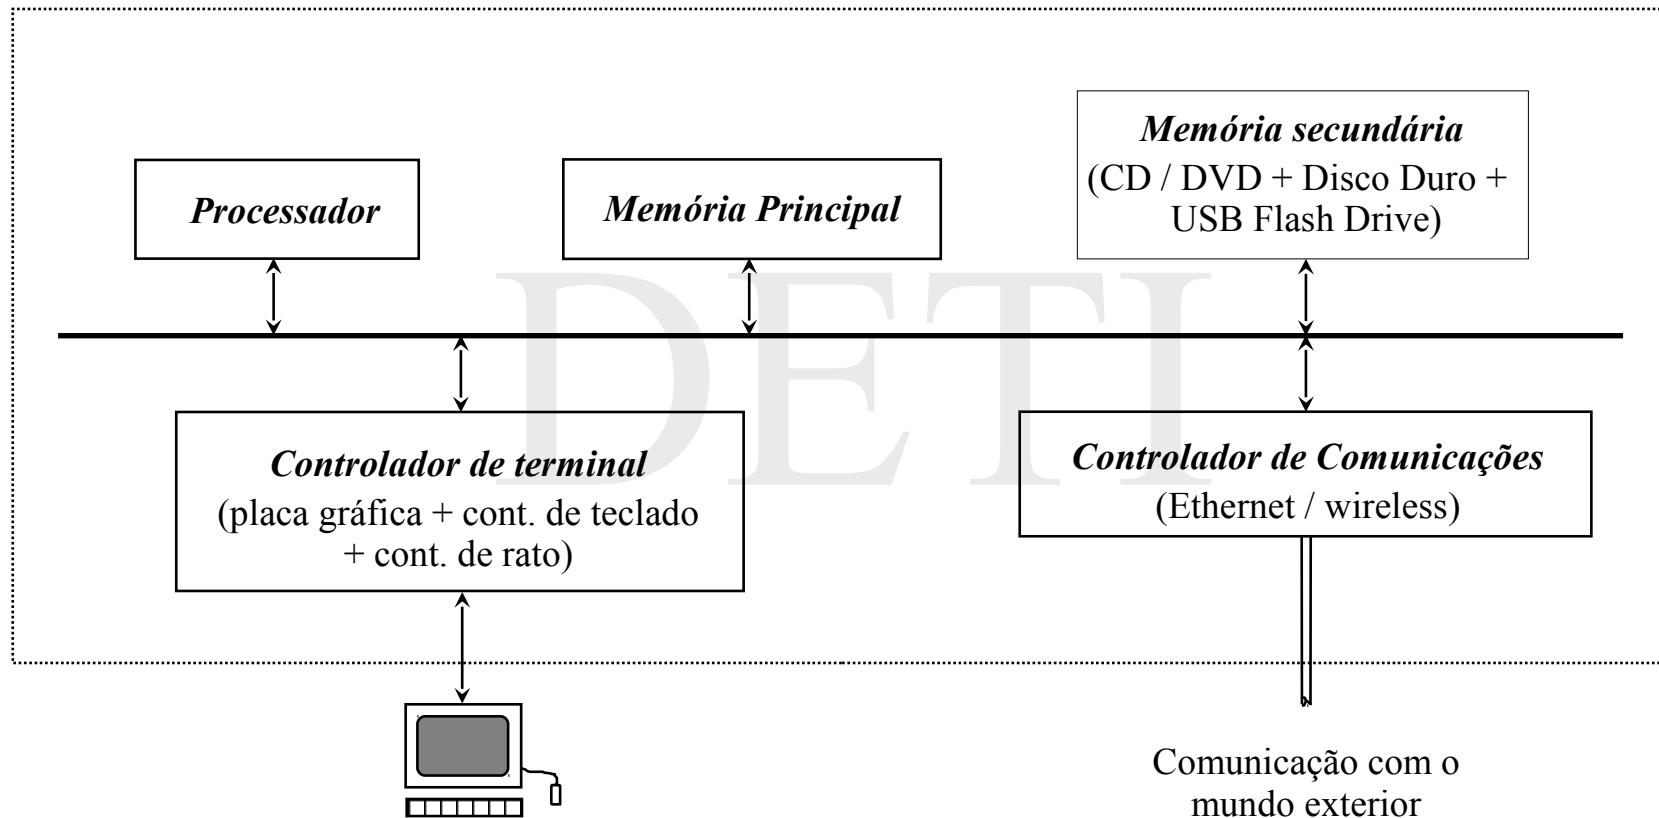 Memória secundária
(CD / DVD + Disco Duro +
USB Flash Drive)
Processador
Memória Principal
DETI
Controlador de terminal
(placa gráfica + cont. de teclado
+ cont. de rato)
Controlador de Comunicações
(Ethernet / wireless)
Comunicação com o
mundo exterior